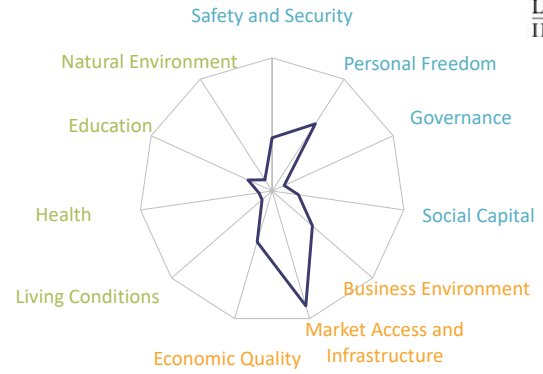 Safety and Security
Natural Environment
Personal Freedom
Education
Governance
Health
Social Capital
Business Environment
Living Conditions
Market Access and
Infrastructure
Economic Quality